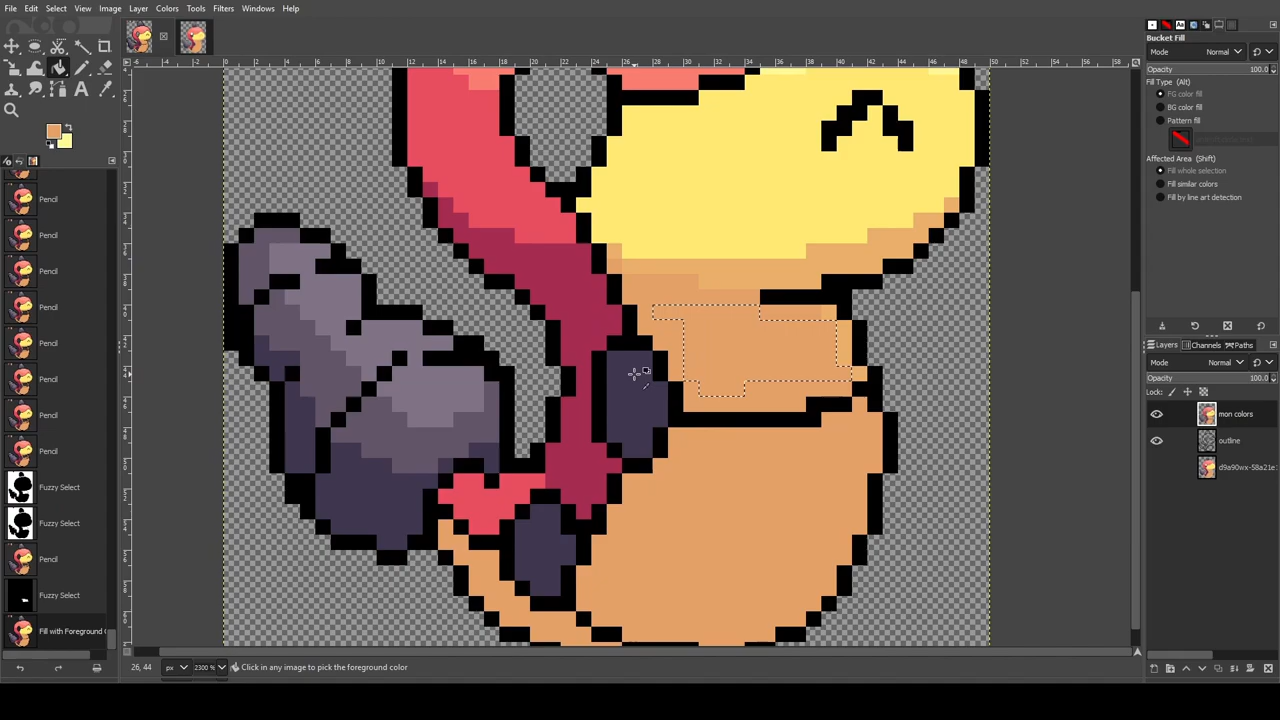 File Edit Select View Image Layer Colors Tools Filters Windows Help
Bucket Fill
Mode Normal
Opacity 100.0
Fill Type (Alt)
FG color fill
BG color fill
Pattern fill
Affected Area (Shift)
Fill whole selection
Fill similar colors
Fill by line art detection
Pencil
Pencil
Pencil
Pencil
Pencil
Pencil
Pencil
Pencil
Fuzzy Select
Fuzzy Select
Pencil
Fuzzy Select
Fill with Foreground C
Layers Channels Paths
Mode Normal
Opacity 100.0
Lock:
mon colors
outline
d9a90wx-58a21e1
26, 44 px 2300 % Click in any image to pick the foreground color